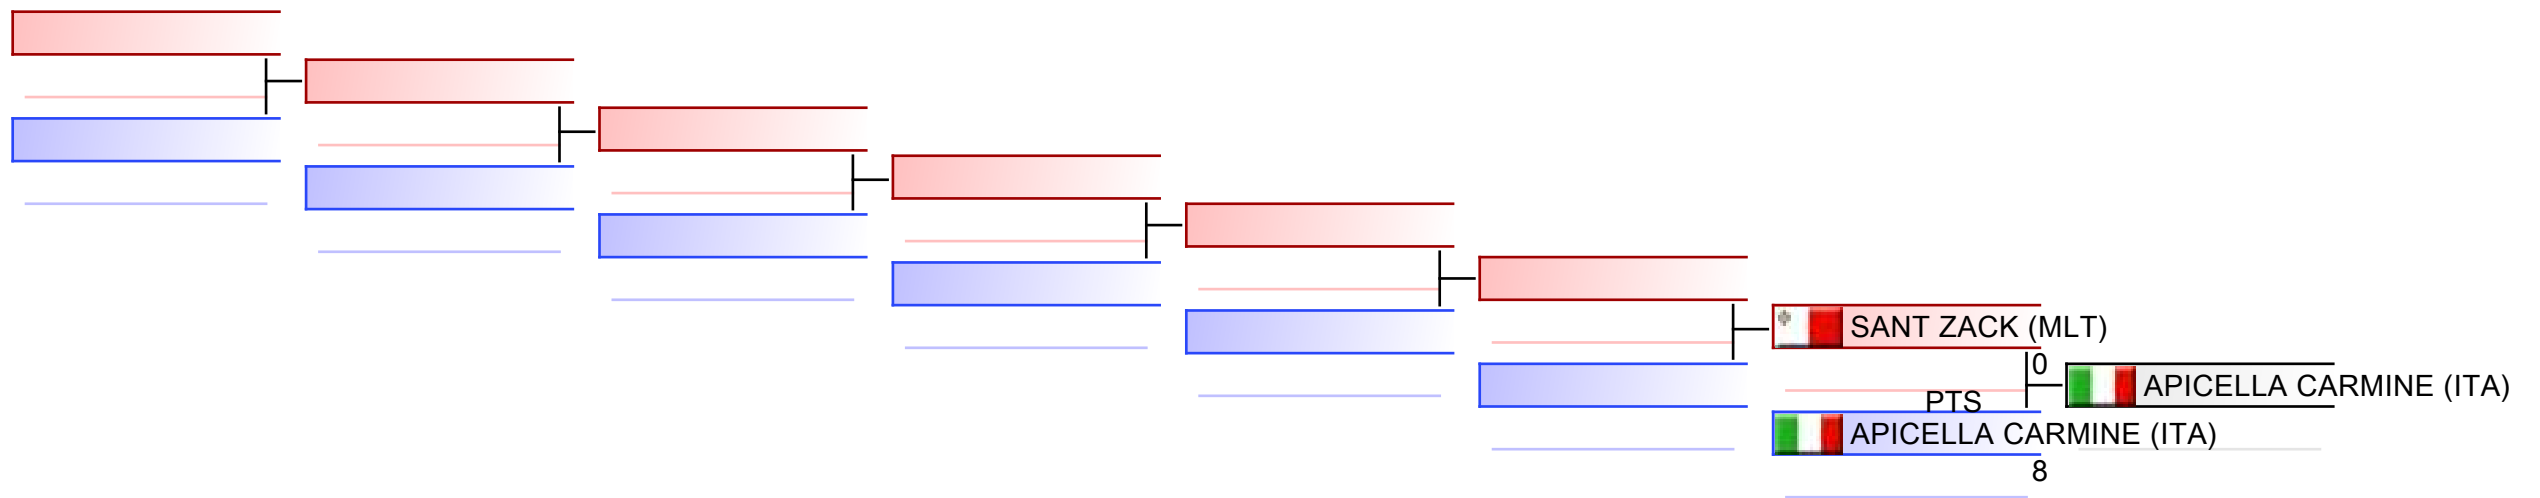 SANT ZACK (MLT)
0
APICELLA CARMINE (ITA)
PTS
APICELLA CARMINE (ITA)
8